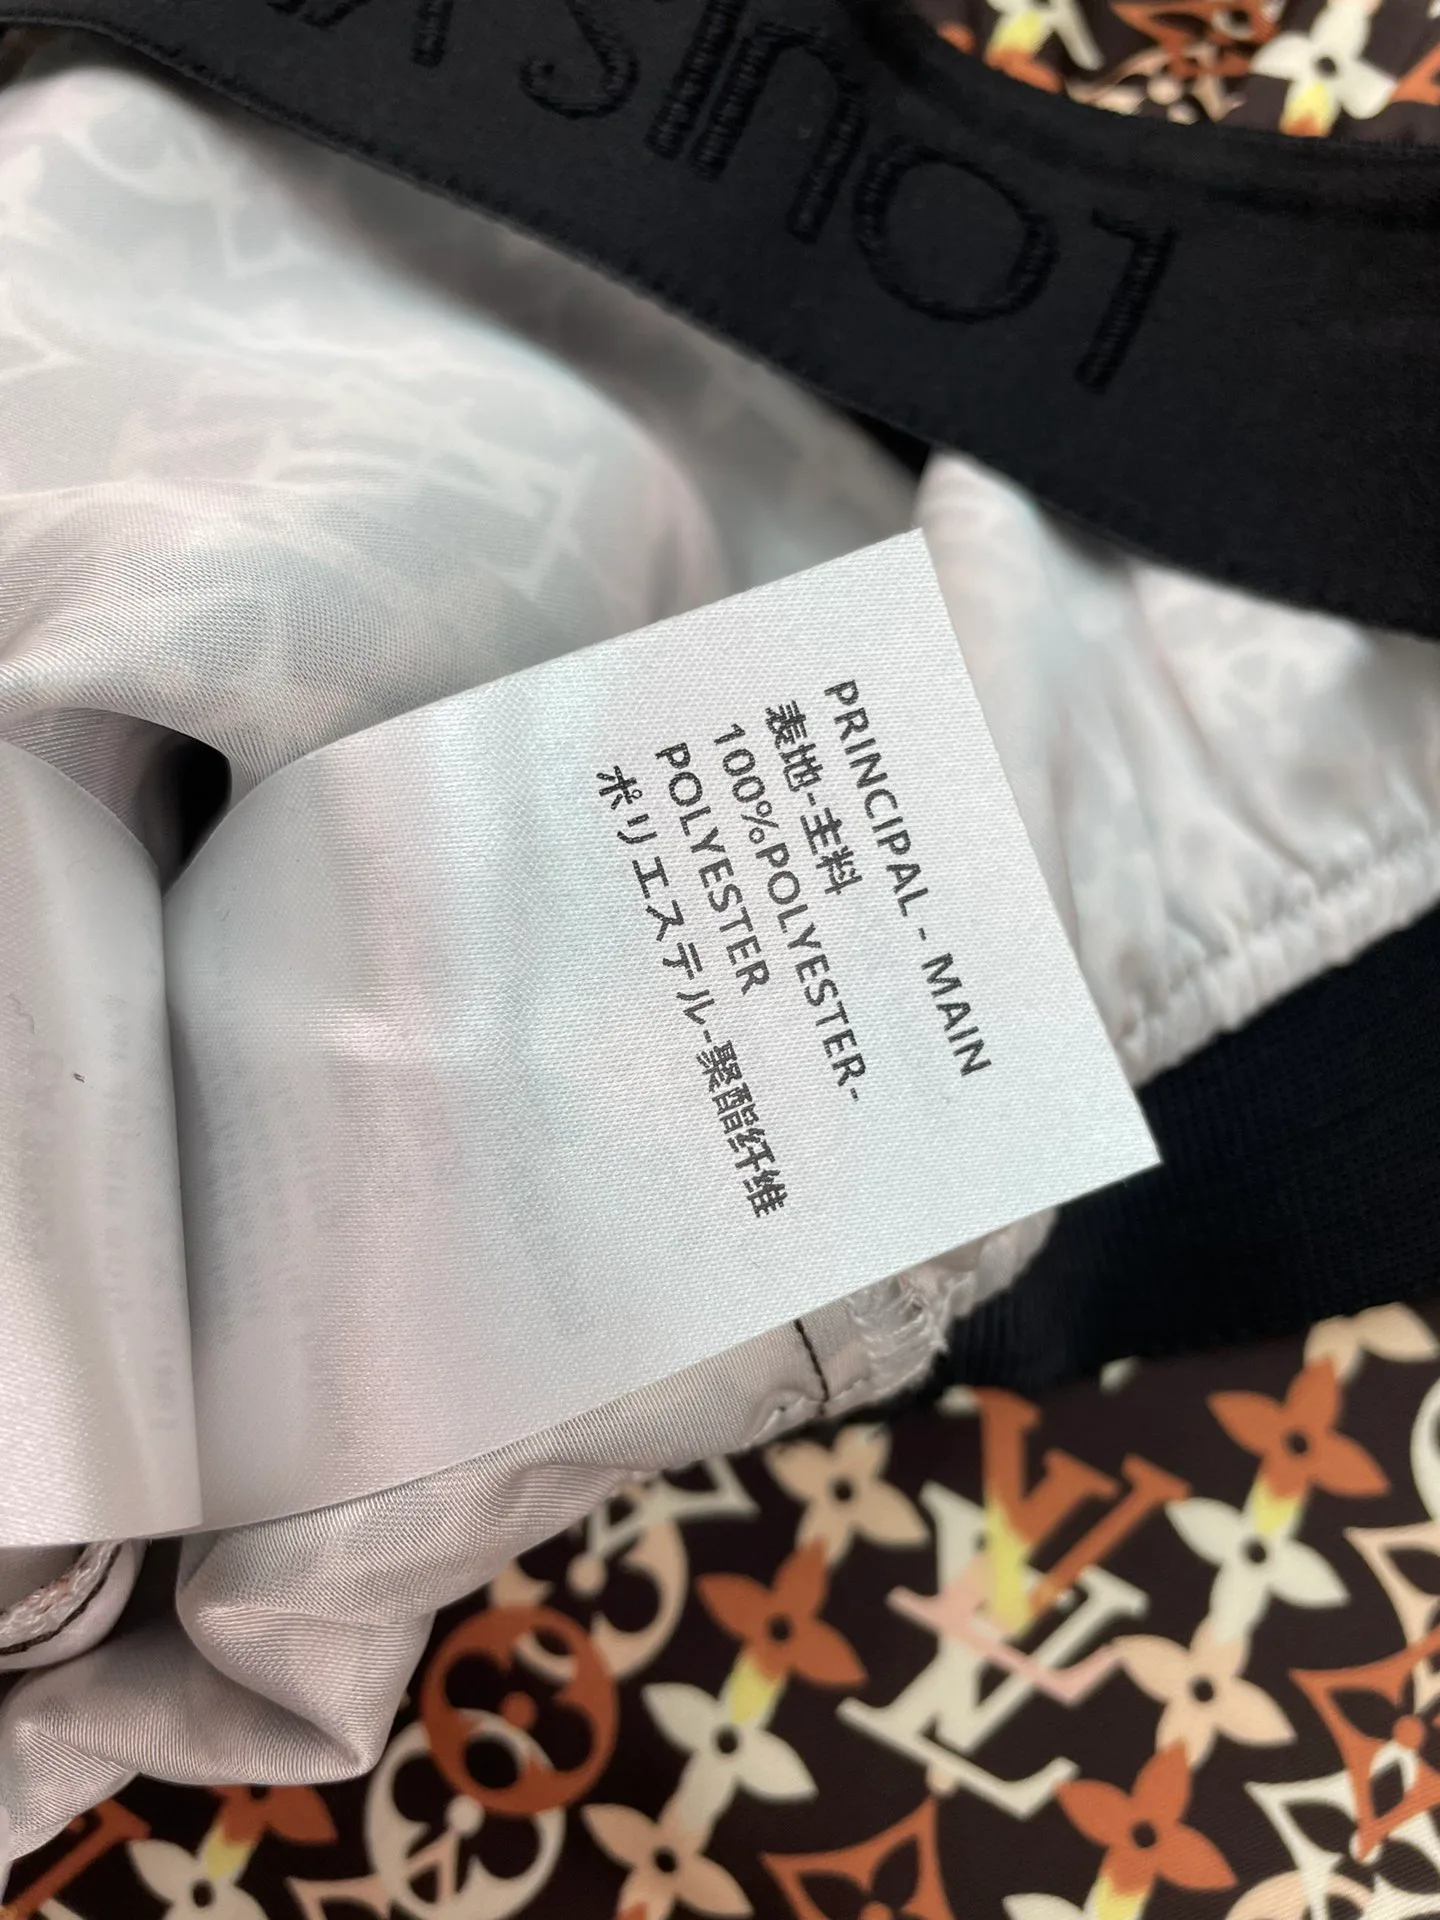 LOUIS V
PRINCIPAL - MAIN
表地-主料
100%POLYESTER-
POLYESTER
ポリエステル-聚酯纤维